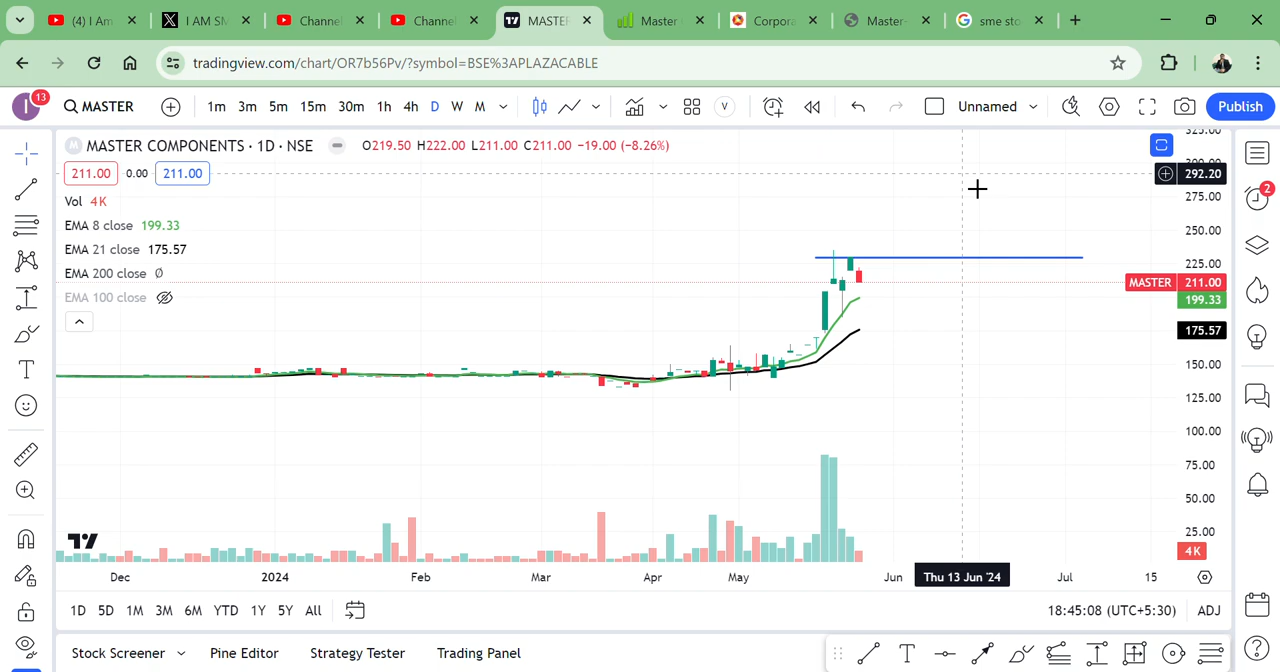 (4) I Am
I AM SM
Channel
Channel
MASTER
Master
Corpora
Master-
sme sto
tradingview.com/chart/OR7b56Pv/?symbol=BSE%3APLAZACABLE
I 13 MASTER 1m 3m 5m 15m 30m 1h 4h D W M V Unnamed Publish
M MASTER COMPONENTS · 1D · NSE O219.50 H222.00 L211.00 C211.00 −19.00 (−8.26%)
211.00 0.00 211.00
Vol 4K
EMA 8 close 199.33
EMA 21 close 175.57
EMA 200 close Ø
EMA 100 close
325.00
300.00
292.20
275.00
250.00
225.00
MASTER 211.00
199.33
175.57
150.00
125.00
100.00
75.00
50.00
25.00
4K
2
Dec 2024 Feb Mar Apr May Jun Thu 13 Jun '24 Jul 15
1D 5D 1M 3M 6M YTD 1Y 5Y All 18:45:08 (UTC+5:30) ADJ
Stock Screener Pine Editor Strategy Tester Trading Panel